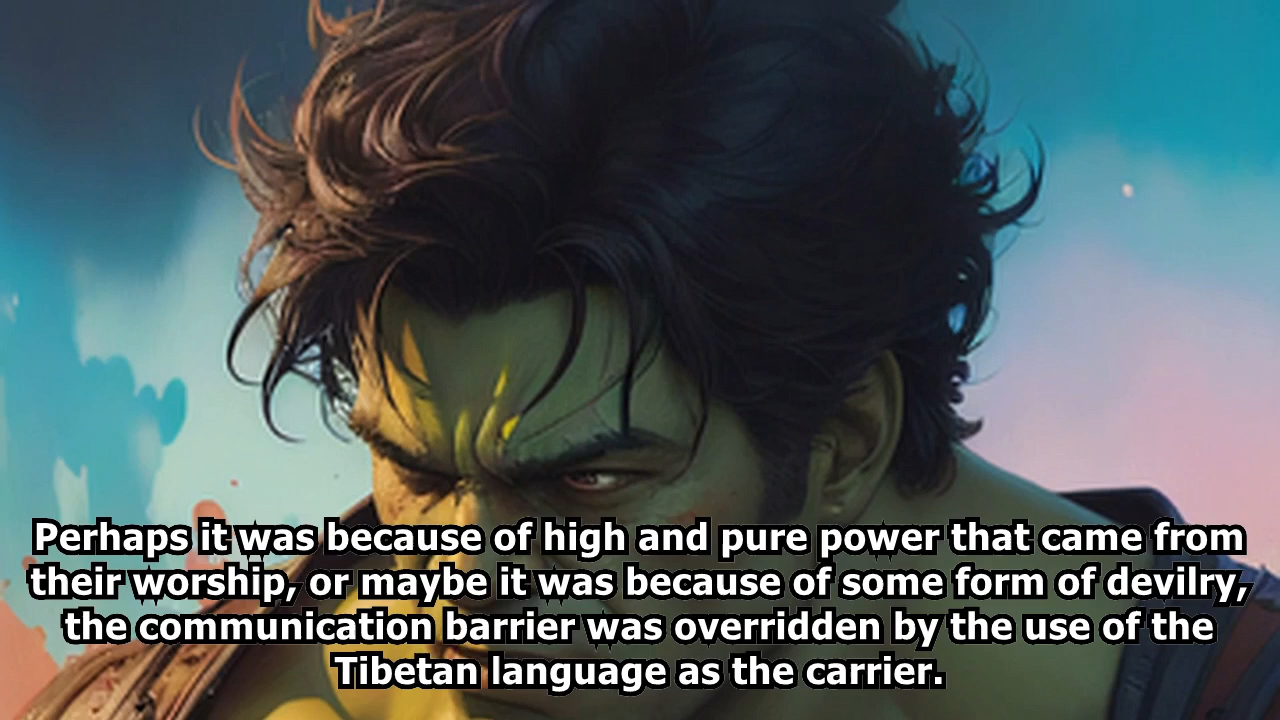 Perhaps it was because of high and pure power that came from
their worship, or maybe it was because of some form of devilry,
the communication barrier was overridden by the use of the
Tibetan language as the carrier.